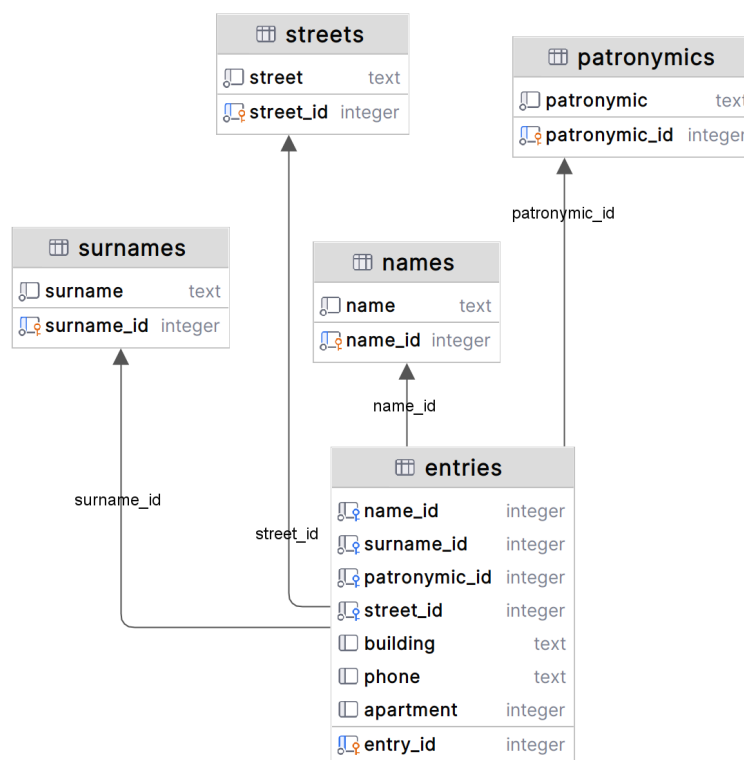 streets
street text
street_id integer
patronymics
patronymic text
patronymic_id integer
patronymic_id
surnames
surname text
surname_id integer
names
name text
name_id integer
name_id
surname_id
street_id
entries
name_id integer
surname_id integer
patronymic_id integer
street_id integer
building text
phone text
apartment integer
entry_id integer